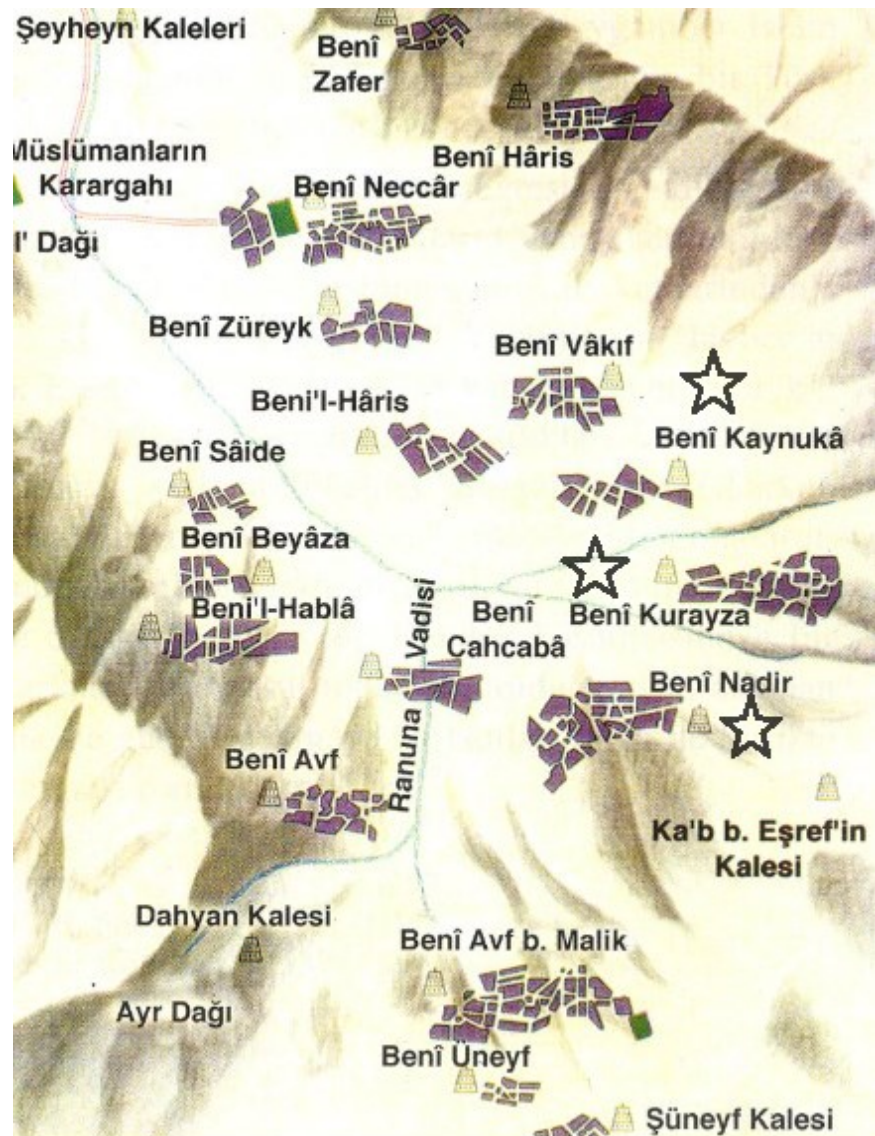 Şeyheyn Kaleleri
Benî
Zafer
Benî Hâris
Müslümanların
Karargahı
Benî Neccâr
l' Daği
Benî Züreyk
Benî Vâkıf
Beni'l-Hâris
Benî Kaynukâ
Benî Sâide
Benî Beyâza
Beni'l-Hablâ
Ranuna Vadisi
Benî
Cahcabâ
Benî Kurayza
Benî Nadir
Benî Avf
Ka'b b. Eşref'in
Kalesi
Dahyan Kalesi
Benî Avf b. Malik
Ayr Dağı
Benî Üneyf
Şüneyf Kalesi